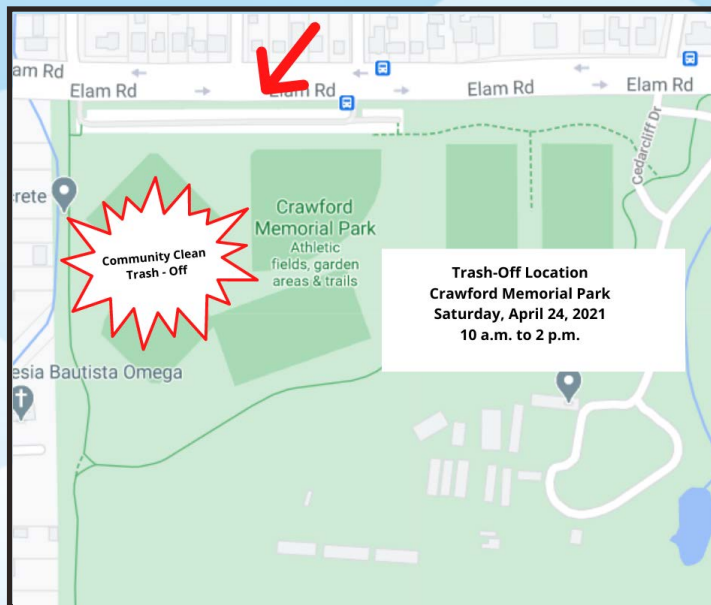 am Rd
Elam Rd
Elam Rd
Elam Rd
Elam Rd
Cedarcliff Dr
rete
Crawford
Memorial Park
Athletic
fields, garden
areas & trails
Community Clean
Trash - Off
Trash-Off Location
Crawford Memorial Park
Saturday, April 24, 2021
10 a.m. to 2 p.m.
esia Bautista Omega